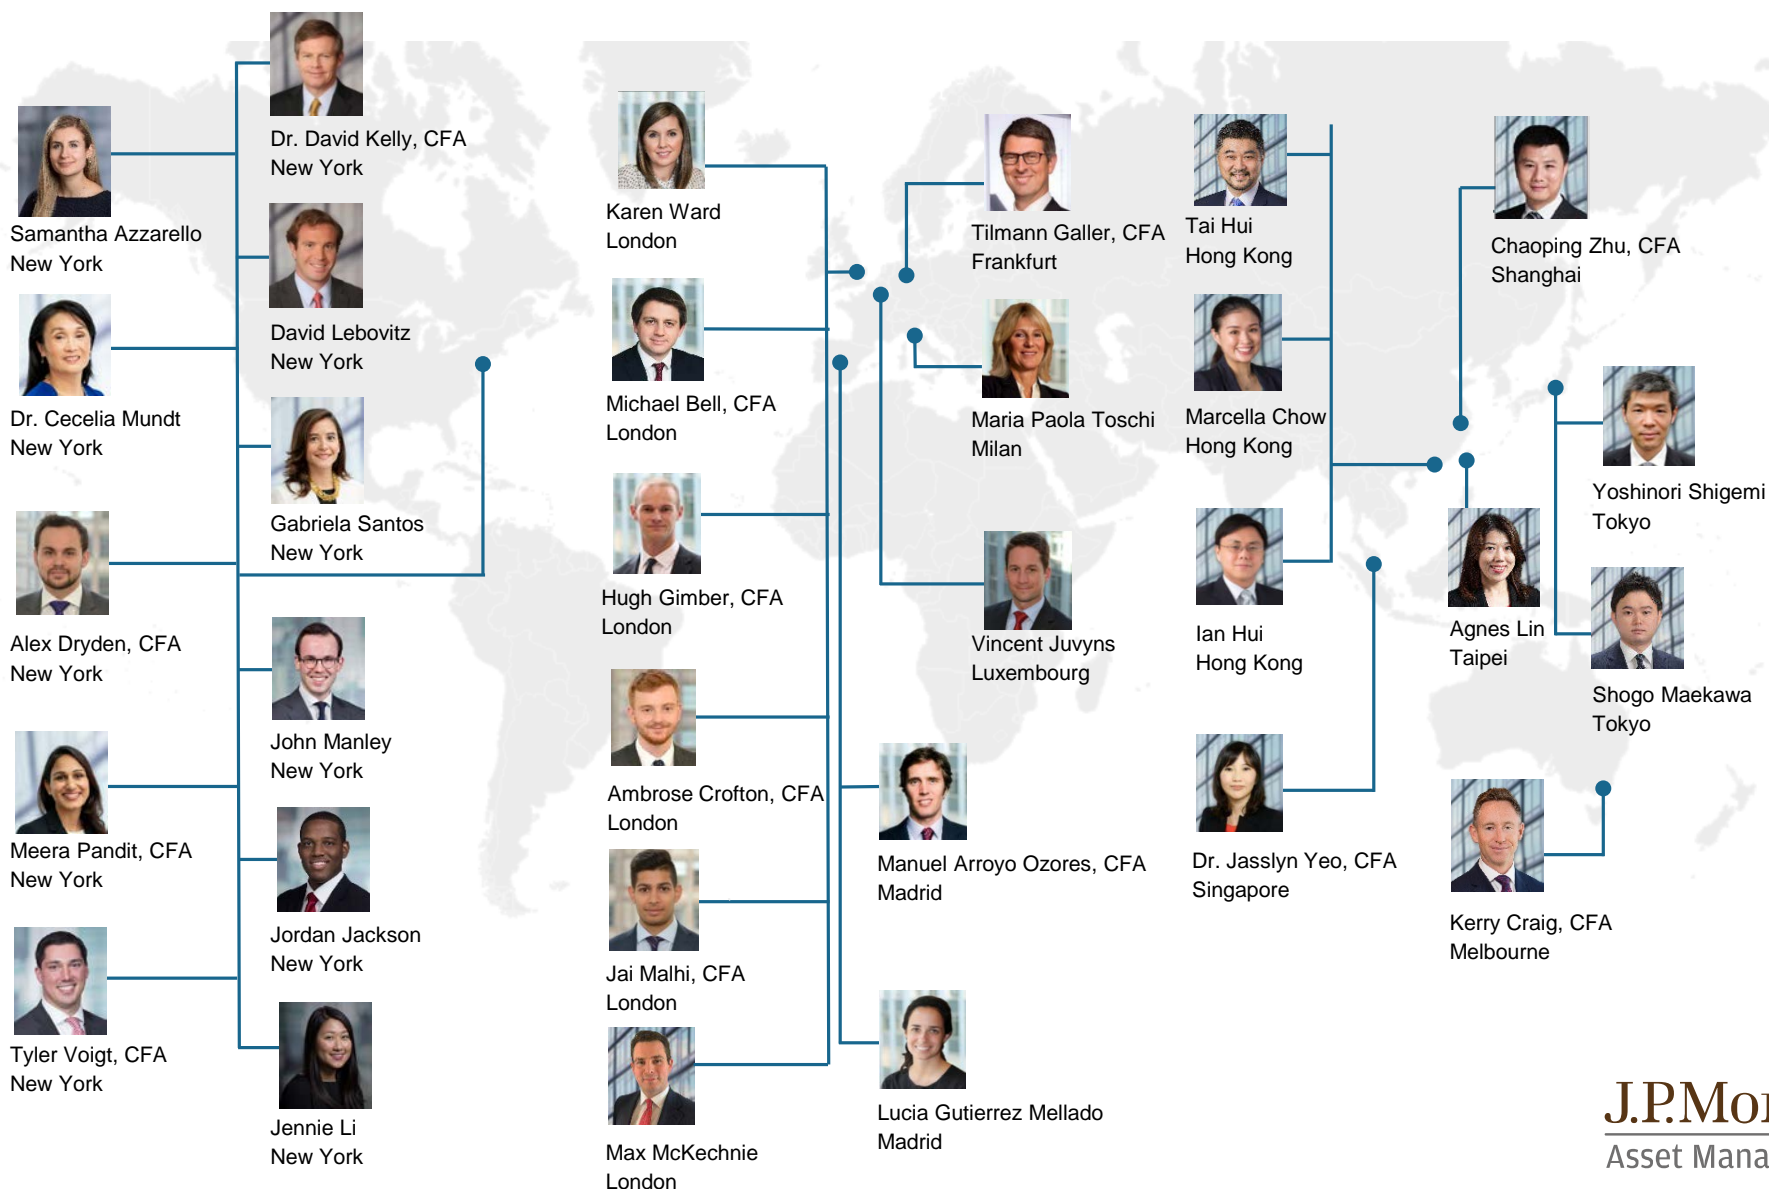 Samantha Azzarello
New York
Dr. Cecelia Mundt
New York
Alex Dryden, CFA
New York
Meera Pandit, CFA
New York
Tyler Voigt, CFA
New York
Dr. David Kelly, CFA
New York
David Lebovitz
New York
Gabriela Santos
New York
John Manley
New York
Jordan Jackson
New York
Jennie Li
New York
Karen Ward
London
Michael Bell, CFA
London
Hugh Gimber, CFA
London
Ambrose Crofton, CFA
London
Jai Malhi, CFA
London
Max McKechnie
London
Tilmann Galler, CFA
Frankfurt
Maria Paola Toschi
Milan
Vincent Juvyns
Luxembourg
Manuel Arroyo Ozores, CFA
Madrid
Lucia Gutierrez Mellado
Madrid
Tai Hui
Hong Kong
Marcella Chow
Hong Kong
Ian Hui
Hong Kong
Dr. Jasslyn Yeo, CFA
Singapore
Chaoping Zhu, CFA
Shanghai
Agnes Lin
Taipei
Kerry Craig, CFA
Melbourne
Yoshinori Shigemi
Tokyo
Shogo Maekawa
Tokyo
J.P.Mor
Asset Mana